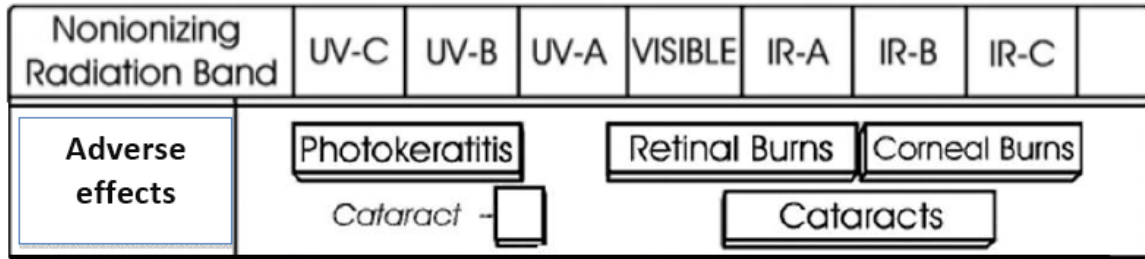 Nonionizing
Radiation Band
UV-C
UV-B
UV-A
VISIBLE
IR-A
IR-B
IR-C
Adverse
effects
Photokeratitis
Retinal Burns
Corneal Burns
Cataract
Cataracts